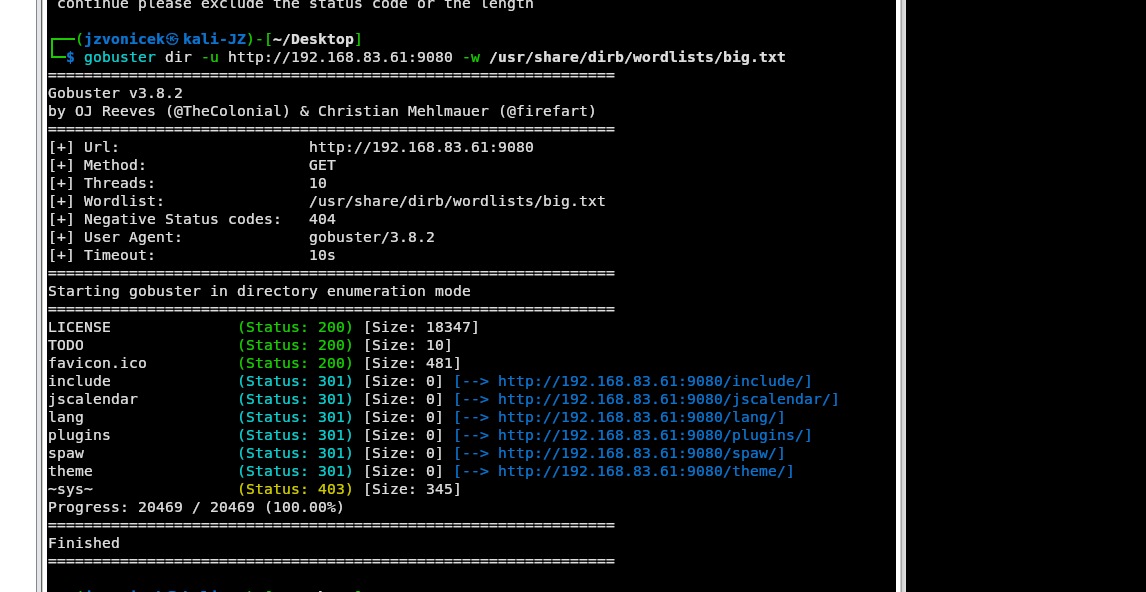 continue please exclude the status code or the length
┌──(jzvonicek㉿kali-JZ)-[~/Desktop]
└─$ gobuster dir -u http://192.168.83.61:9080 -w /usr/share/dirb/wordlists/big.txt
===============================================================
Gobuster v3.8.2
by OJ Reeves (@TheColonial) & Christian Mehlmauer (@firefart)
===============================================================
[+] Url:                     http://192.168.83.61:9080
[+] Method:                  GET
[+] Threads:                 10
[+] Wordlist:                /usr/share/dirb/wordlists/big.txt
[+] Negative Status codes:   404
[+] User Agent:              gobuster/3.8.2
[+] Timeout:                 10s
===============================================================
Starting gobuster in directory enumeration mode
===============================================================
LICENSE              (Status: 200) [Size: 18347]
TODO                 (Status: 200) [Size: 10]
favicon.ico          (Status: 200) [Size: 481]
include              (Status: 301) [Size: 0] [--> http://192.168.83.61:9080/include/]
jscalendar           (Status: 301) [Size: 0] [--> http://192.168.83.61:9080/jscalendar/]
lang                 (Status: 301) [Size: 0] [--> http://192.168.83.61:9080/lang/]
plugins              (Status: 301) [Size: 0] [--> http://192.168.83.61:9080/plugins/]
spaw                 (Status: 301) [Size: 0] [--> http://192.168.83.61:9080/spaw/]
theme                (Status: 301) [Size: 0] [--> http://192.168.83.61:9080/theme/]
~sys~                (Status: 403) [Size: 345]
Progress: 20469 / 20469 (100.00%)
===============================================================
Finished
===============================================================